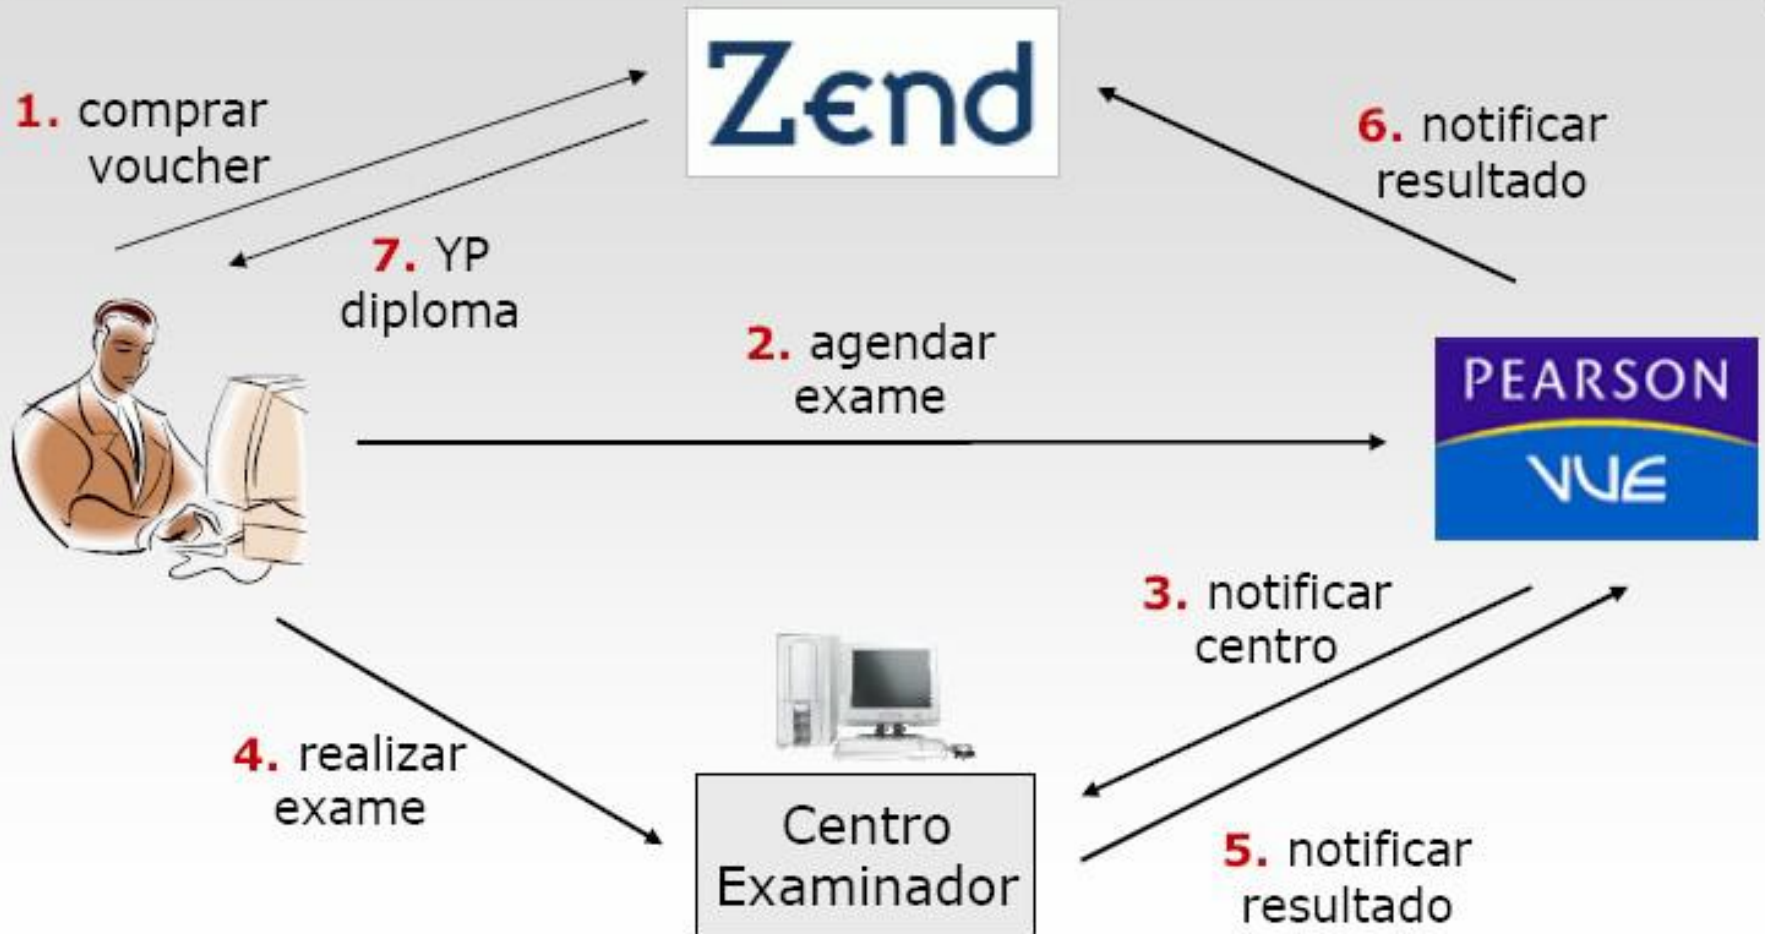 Zend
1. comprar
voucher
7. YP
diploma
2. agendar
exame
6. notificar
resultado
PEARSON
VUE
3. notificar
centro
4. realizar
exame
Centro
Examinador
5. notificar
resultado